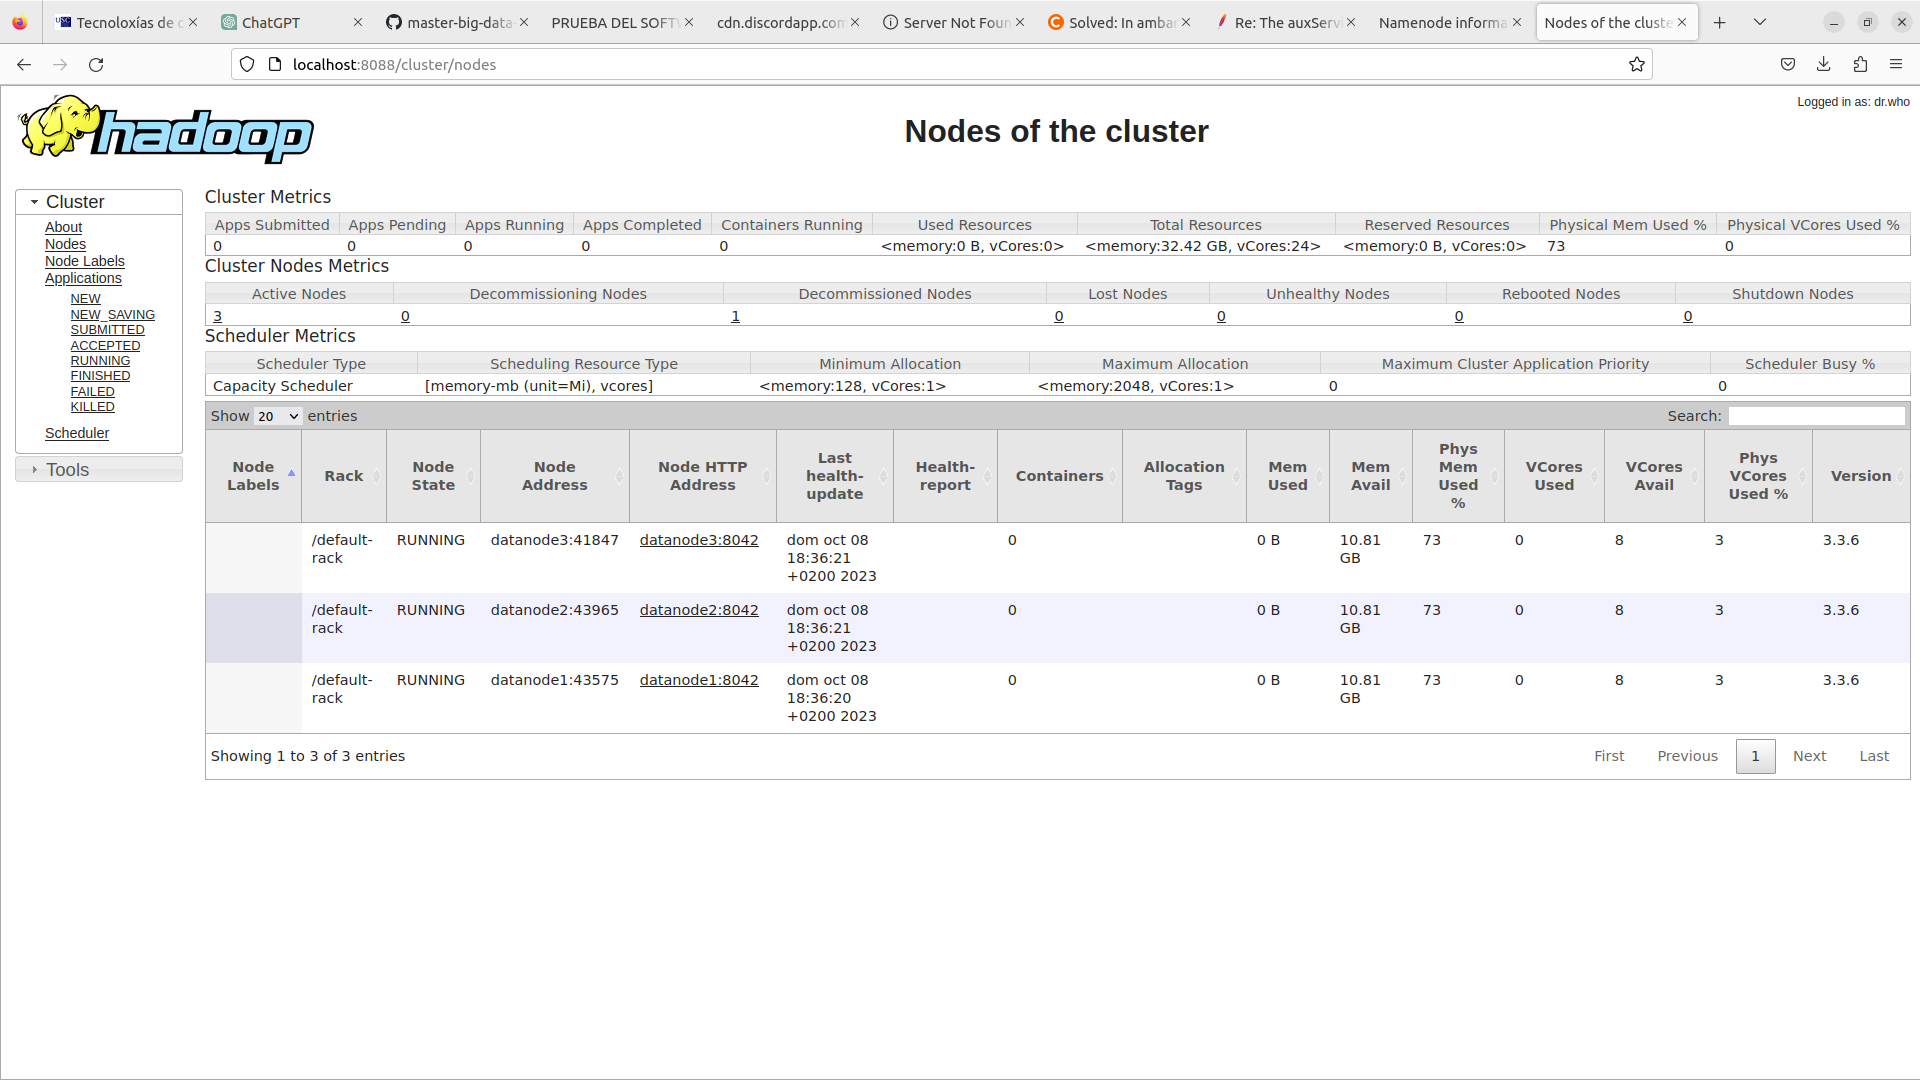 Tecnoloxías de c
ChatGPT
master-big-data-
PRUEBA DEL SOFT
cdn.discordapp.com
Server Not Foun
Solved: In ambar
Re: The auxServi
Namenode informa
Nodes of the cluste
localhost:8088/cluster/nodes
hadoop
Nodes of the cluster
Logged in as: dr.who
Cluster
About
Nodes
Node Labels
Applications
NEW
NEW_SAVING
SUBMITTED
ACCEPTED
RUNNING
FINISHED
FAILED
KILLED
Scheduler
Tools
Cluster Metrics
Apps Submitted Apps Pending Apps Running Apps Completed Containers Running Used Resources Total Resources Reserved Resources Physical Mem Used % Physical VCores Used %
0 0 0 0 0 <memory:0 B, vCores:0> <memory:32.42 GB, vCores:24> <memory:0 B, vCores:0> 73 0
Cluster Nodes Metrics
Active Nodes Decommissioning Nodes Decommissioned Nodes Lost Nodes Unhealthy Nodes Rebooted Nodes Shutdown Nodes
3 0 1 0 0 0 0
Scheduler Metrics
Scheduler Type Scheduling Resource Type Minimum Allocation Maximum Allocation Maximum Cluster Application Priority Scheduler Busy %
Capacity Scheduler [memory-mb (unit=Mi), vcores] <memory:128, vCores:1> <memory:2048, vCores:1> 0 0
Show 20 entries Search:
Node Labels Rack Node State Node Address Node HTTP Address Last health-update Health-report Containers Allocation Tags Mem Used Mem Avail Phys Mem Used % VCores Used VCores Avail Phys VCores Used % Version
/default-rack RUNNING datanode3:41847 datanode3:8042 dom oct 08 18:36:21 +0200 2023 0 0 B 10.81 GB 73 0 8 3 3.3.6
/default-rack RUNNING datanode2:43965 datanode2:8042 dom oct 08 18:36:21 +0200 2023 0 0 B 10.81 GB 73 0 8 3 3.3.6
/default-rack RUNNING datanode1:43575 datanode1:8042 dom oct 08 18:36:20 +0200 2023 0 0 B 10.81 GB 73 0 8 3 3.3.6
Showing 1 to 3 of 3 entries First Previous 1 Next Last